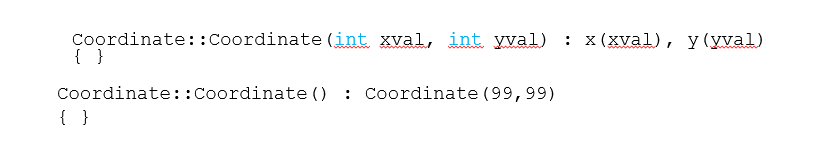 Coordinate::Coordinate(int xval, int yval) : x(xval), y(yval)
{ }
Coordinate::Coordinate() : Coordinate(99,99)
{ }